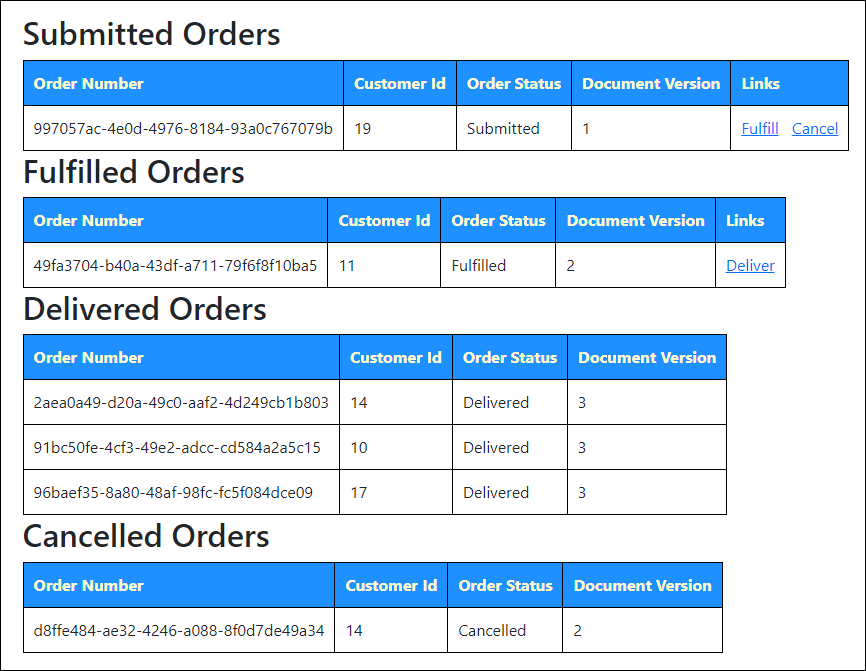 Submitted Orders
Order Number Customer Id Order Status Document Version Links
997057ac-4e0d-4976-8184-93a0c767079b 19 Submitted 1 Fulfill Cancel
Fulfilled Orders
Order Number Customer Id Order Status Document Version Links
49fa3704-b40a-43df-a711-79f6f8f10ba5 11 Fulfilled 2 Deliver
Delivered Orders
Order Number Customer Id Order Status Document Version
2aea0a49-d20a-49c0-aaf2-4d249cb1b803 14 Delivered 3
91bc50fe-4cf3-49e2-adcc-cd584a2a5c15 10 Delivered 3
96baef35-8a80-48af-98fc-fc5f084dce09 17 Delivered 3
Cancelled Orders
Order Number Customer Id Order Status Document Version
d8ffe484-ae32-4246-a088-8f0d7de49a34 14 Cancelled 2